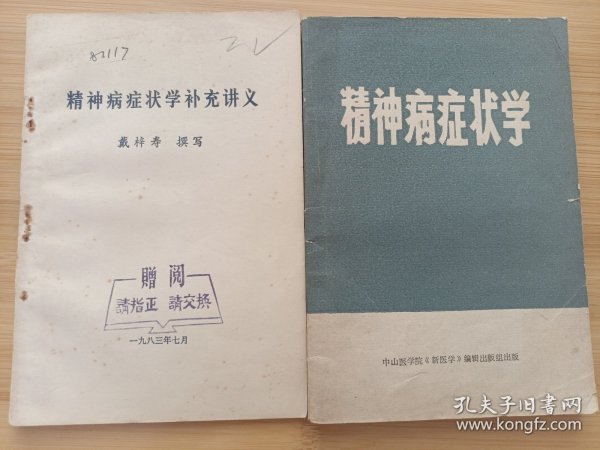 82117
精神病症状学补充讲义
戴梓寿 撰写
赠阅
請指正 請交换
一九八三年七月
精神病症状学
中山医学院《新医学》编辑出版组出版
孔夫子旧书网
www.kongfz.com